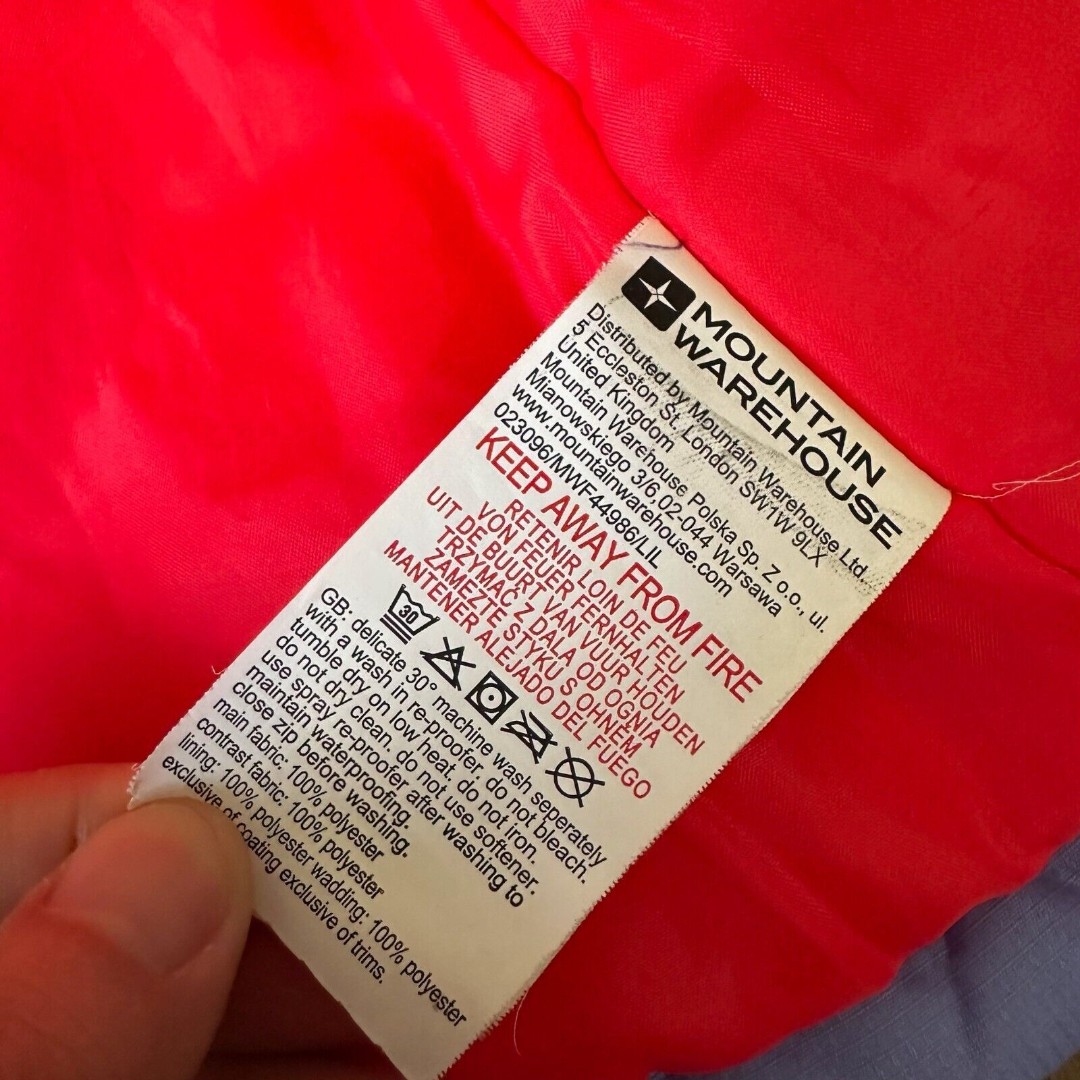 MOUNTAIN
WAREHOUSE
Distributed by Mountain Warehouse Ltd.
5 Eccleston St, London SW1W 9LX
United Kingdom
Mountain Warehouse Polska Sp. Z o.o., ul.
Mianowskiego 3/6,02-044 Warsawa
www.mountainwarehouse.com
023096/MWF44986/LIL
KEEP AWAY FROM FIRE
RETENIR LOIN DE FEU
VON FEUER FERNHALTEN
UIT DE BUURT VAN VUUR HOUDEN
TRZYMAĆ Z DALA OD OGNIA
ZAMEZTE STYKU S OHNĚM
MANTENER ALEJADO DEL FUEGO
30
GB: delicate 30° machine wash seperately
with a wash in re-proofer, do not bleach.
tumble dry on low heat. do not iron.
do not dry clean. do not use softener.
use spray re-proofer after washing to
maintain waterproofig.
close zip before washing.
main fabric: 100% polyester
contrast fabric: 100% polyester
lining: 100% polyester wadding: 100% polyester
exclusive of coating exclusive of trims.